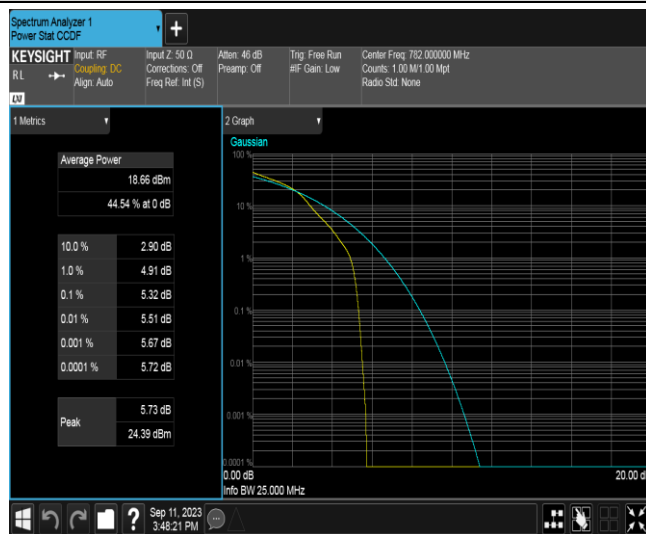 Spectrum Analyzer 1
Power Stat CCDF
KEYSIGHT
RL
Input: RF
Coupling: DC
Align: Auto
Input Z: 50 Ω
Corrections: Off
Freq Ref: Int (S)
Atten: 46 dB
Preamp: Off
Trig: Free Run
#IF Gain: Low
Center Freq: 782.000000 MHz
Counts: 1.00 M/1.00 Mpt
Radio Std: None
LXI
1 Metrics
Average Power
18.66 dBm
44.54 % at 0 dB
10.0 % 2.90 dB
1.0 % 4.91 dB
0.1 % 5.32 dB
0.01 % 5.51 dB
0.001 % 5.67 dB
0.0001 % 5.72 dB
Peak
5.73 dB
24.39 dBm
2 Graph
Gaussian
100 %
10 %
1 %
0.1 %
0.01 %
0.001 %
0.0001 %
0.00 dB
20.00 d
Info BW 25.000 MHz
?
Sep 11, 2023
3:48:21 PM